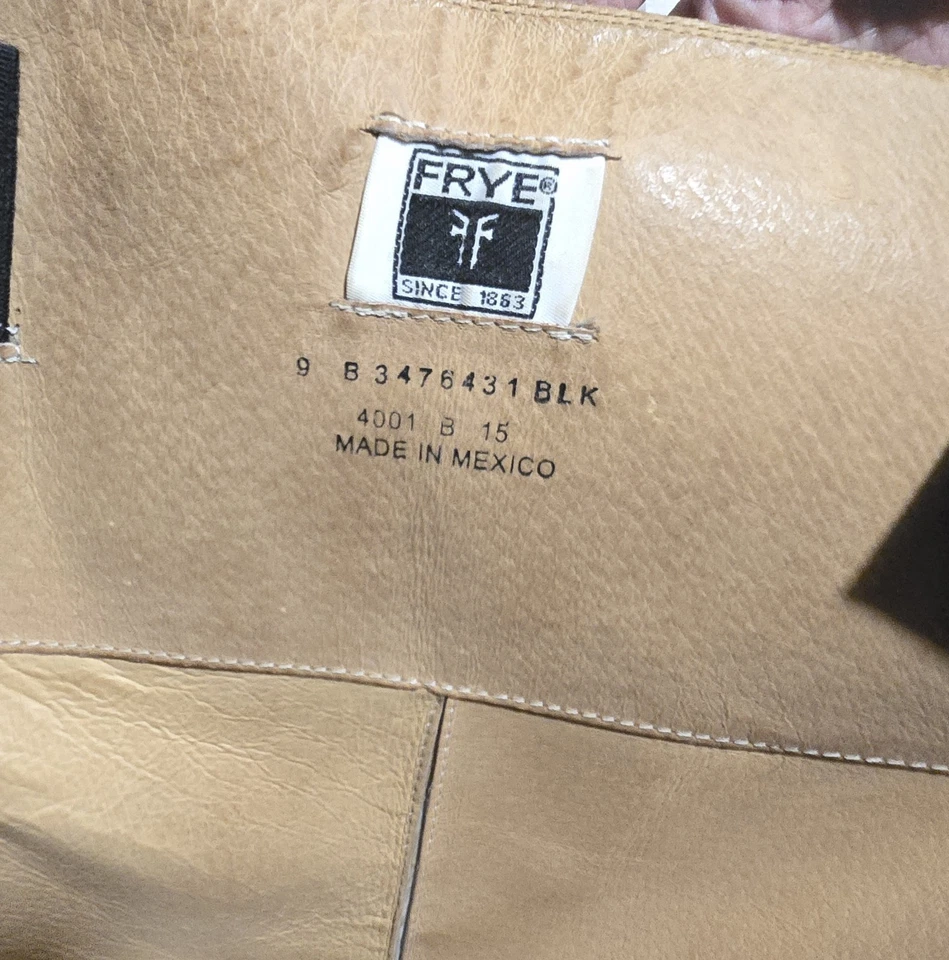 FRYE®
SINCE 1863
9 B 3476431 BLK
4001 B 15
MADE IN MEXICO